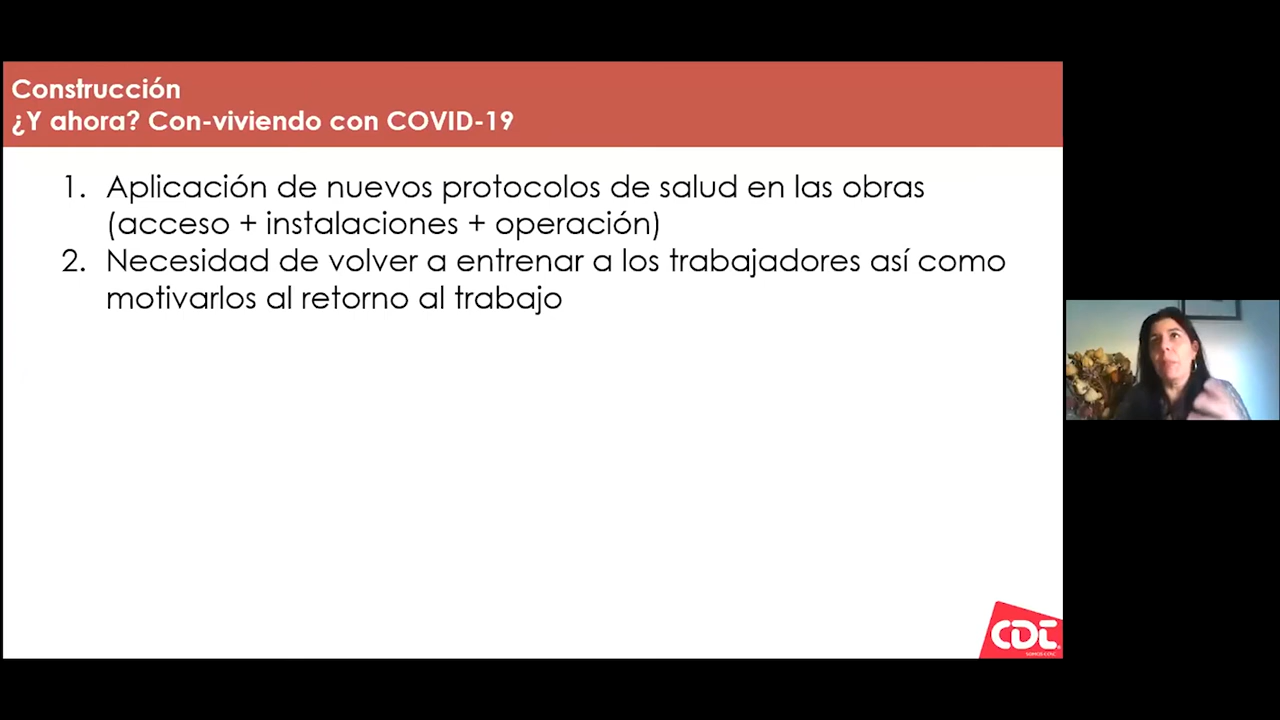 Construcción
¿Y ahora? Con-viviendo con COVID-19
1. Aplicación de nuevos protocolos de salud en las obras
(acceso + instalaciones + operación)
2. Necesidad de volver a entrenar a los trabajadores así como
motivarlos al retorno al trabajo
CDT